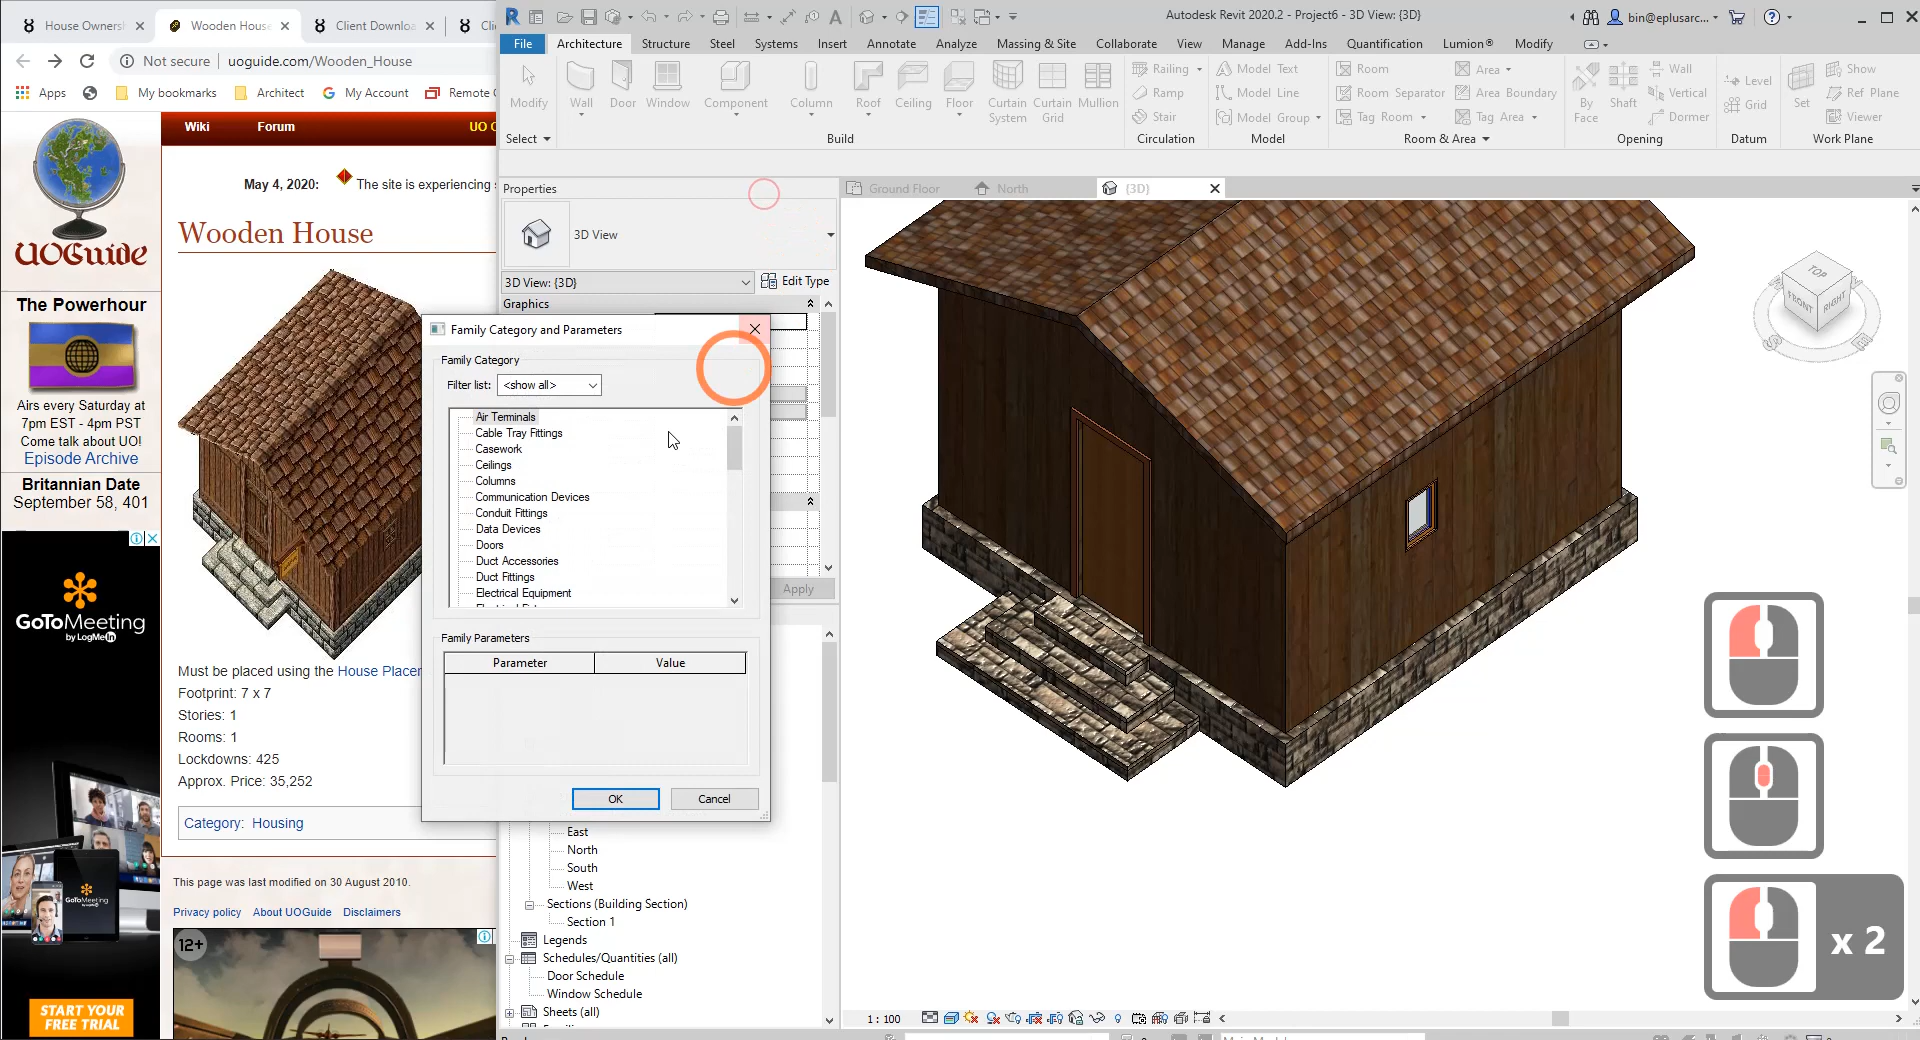 House Ownersh
Wooden House
Client Downloa
Clie
Not secure
uoguide.com/Wooden_House
Apps
My bookmarks
Architect
My Account
Remote
Wiki
Forum
UO
UOGuide
May 4, 2020:
The site is experiencing
Wooden House
The Powerhour
Airs every Saturday at
7pm EST - 4pm PST
Come talk about UO!
Episode Archive
Britannian Date
September 58, 401
GoToMeeting
by LogMeIn
START YOUR
FREE TRIAL
Must be placed using the House Placer
Footprint: 7 x 7
Stories: 1
Rooms: 1
Lockdowns: 425
Approx. Price: 35,252
Category: Housing
This page was last modified on 30 August 2010.
Privacy policy
About UOGuide
Disclaimers
12+
Autodesk Revit 2020.2 - Project6 - 3D View: {3D}
bin@eplusarc...
File
Architecture
Structure
Steel
Systems
Insert
Annotate
Analyze
Massing & Site
Collaborate
View
Manage
Add-Ins
Quantification
Lumion®
Modify
Modify
Wall
Door
Window
Component
Column
Roof
Ceiling
Floor
Curtain System
Curtain Grid
Mullion
Railing
Ramp
Stair
Model Text
Model Line
Model Group
Room
Room Separator
Tag Room
Area
Area Boundary
Tag Area
By Face
Shaft
Wall
Vertical
Dormer
Level
Grid
Set
Show
Ref Plane
Viewer
Select
Build
Circulation
Model
Room & Area
Opening
Datum
Work Plane
Properties
3D View
3D View: {3D}
Edit Type
Graphics
Apply
Ground Floor
North
{3D}
Family Category and Parameters
Family Category
Filter list:
<show all>
Air Terminals
Cable Tray Fittings
Casework
Ceilings
Columns
Communication Devices
Conduit Fittings
Data Devices
Doors
Duct Accessories
Duct Fittings
Electrical Equipment
Family Parameters
Parameter
Value
OK
Cancel
East
North
South
West
Sections (Building Section)
Section 1
Legends
Schedules/Quantities (all)
Door Schedule
Window Schedule
Sheets (all)
TOP
FRONT
RIGHT
S
E
x 2
1 : 100